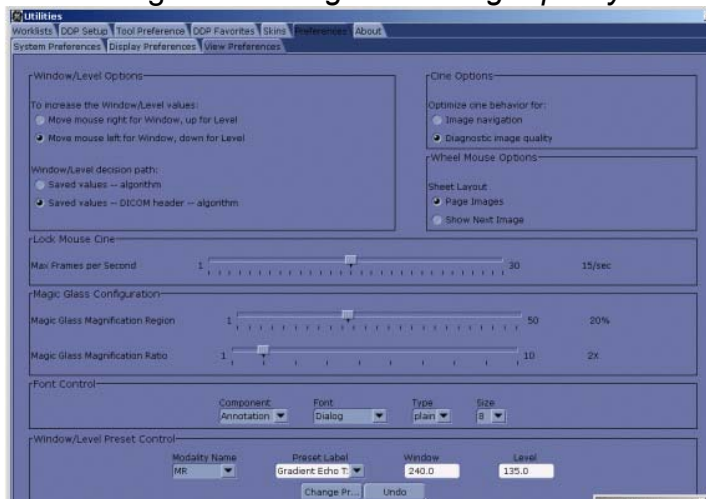 Utilities
Worklists DDP Setup Tool Preference DDP Favorites Skins Preferences About
System Preferences Display Preferences View Preferences
Window/Level Options
Cine Options
To increase the Window/Level values:
Optimize cine behavior for:
Move mouse right for Window, up for Level
Image navigation
Move mouse left for Window, down for Level
Diagnostic image quality
Wheel Mouse Options
Window/Level decision path:
Saved values -- algorithm
Sheet Layout
Saved values -- DICOM header -- algorithm
Page Images
Show Next Image
Lock Mouse Cine
Max Frames per Second 1 30 15/sec
Magic Glass Configuration
Magic Glass Magnification Region 1 50 20%
Magic Glass Magnification Ratio 1 10 2X
Font Control
Component Font Type Size
Annotation Dialog plain 8
Window/Level Preset Control
Modality Name Preset Label Window Level
MR Gradient Echo T: 240.0 135.0
Change Pr... Undo